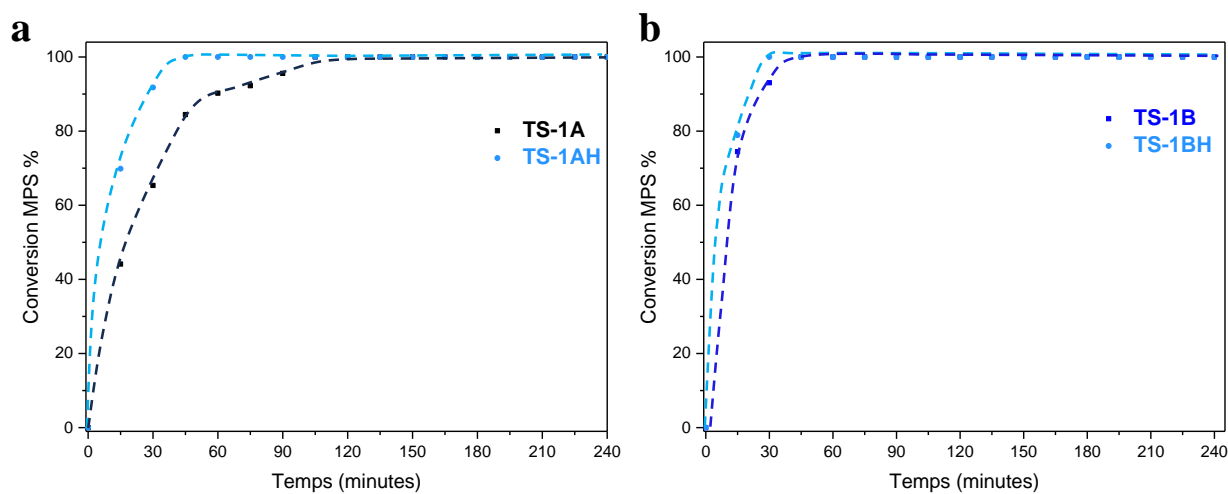 a
100
80
60
40
20
0
Conversion MPS %
TS-1A
TS-1AH
0 30 60 90 120 150 180 210 240
Temps (minutes)
b
100
80
60
40
20
0
Conversion MPS %
TS-1B
TS-1BH
0 30 60 90 120 150 180 210 240
Temps (minutes)